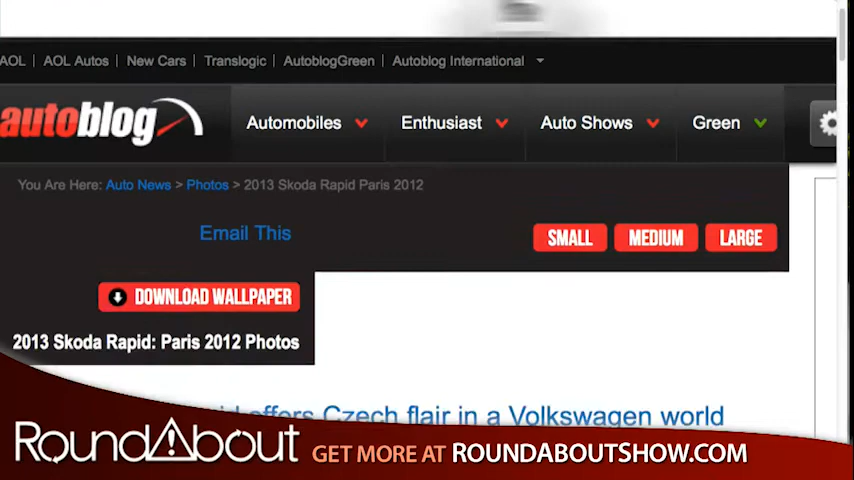 AOL | AOL Autos | New Cars | Translogic | AutoblogGreen | Autoblog International
autoblog
Automobiles Enthusiast Auto Shows Green
You Are Here: Auto News > Photos > 2013 Skoda Rapid Paris 2012
Email This
SMALL MEDIUM LARGE
DOWNLOAD WALLPAPER
2013 Skoda Rapid: Paris 2012 Photos
offers Czech flair in a Volkswagen world
ROUNDABOUT GET MORE AT ROUNDABOUTSHOW.COM